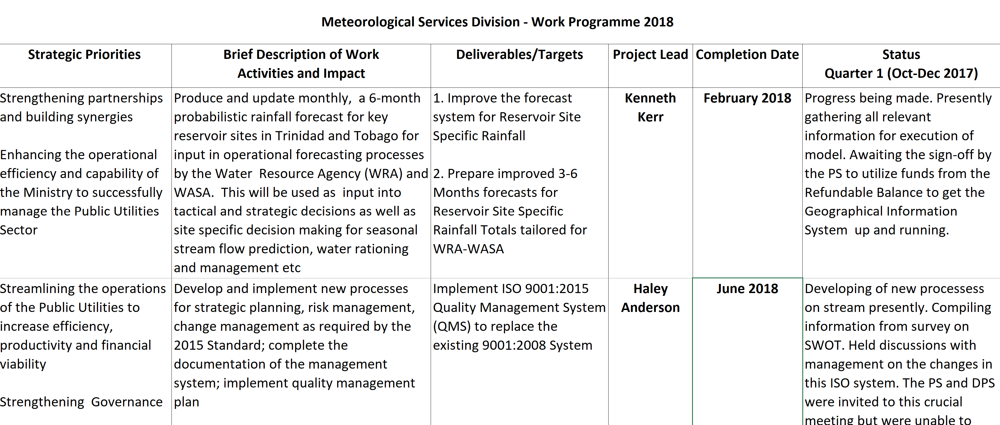 Meteorological Services Division - Work Programme 2018
Strategic Priorities
Brief Description of Work
Activities and Impact
Deliverables/Targets
Project Lead
Completion Date
Status
Quarter 1 (Oct-Dec 2017)
Strengthening partnerships
and building synergies
Enhancing the operational
efficiency and capability of
the Ministry to successfully
manage the Public Utilities
Sector
Produce and update monthly,  a 6-month
probabilistic rainfall forecast for key
reservoir sites in Trinidad and Tobago for
input in operational forecasting processes
by the Water  Resource Agency (WRA) and
WASA.  This will be used as  input into
tactical and strategic decisions as well as
site specific decision making for seasonal
stream flow prediction, water rationing
and management etc
1. Improve the forecast
system for Reservoir Site
Specific Rainfall
2. Prepare improved 3-6
Months forecasts for
Reservoir Site Specific
Rainfall Totals tailored for
WRA-WASA
Kenneth
Kerr
February 2018
Progress being made. Presently
gathering all relevant
information for execution of
model. Awaiting the sign-off by
the PS to utilize funds from the
Refundable Balance to get the
Geographical Information
System  up and running.
Streamlining the operations
of the Public Utilities to
increase efficiency,
productivity and financial
viability
Strengthening  Governance
Develop and implement new processes
for strategic planning, risk management,
change management as required by the
2015 Standard; complete the
documentation of the management
system; implement quality management
plan
Implement ISO 9001:2015
Quality Management System
(QMS) to replace the
existing 9001:2008 System
Haley
Anderson
June 2018
Developing of new processess
on stream presently. Compiling
information from survey on
SWOT. Held discussions with
management on the changes in
this ISO system. The PS and DPS
were invited to this crucial
meeting but were unable to